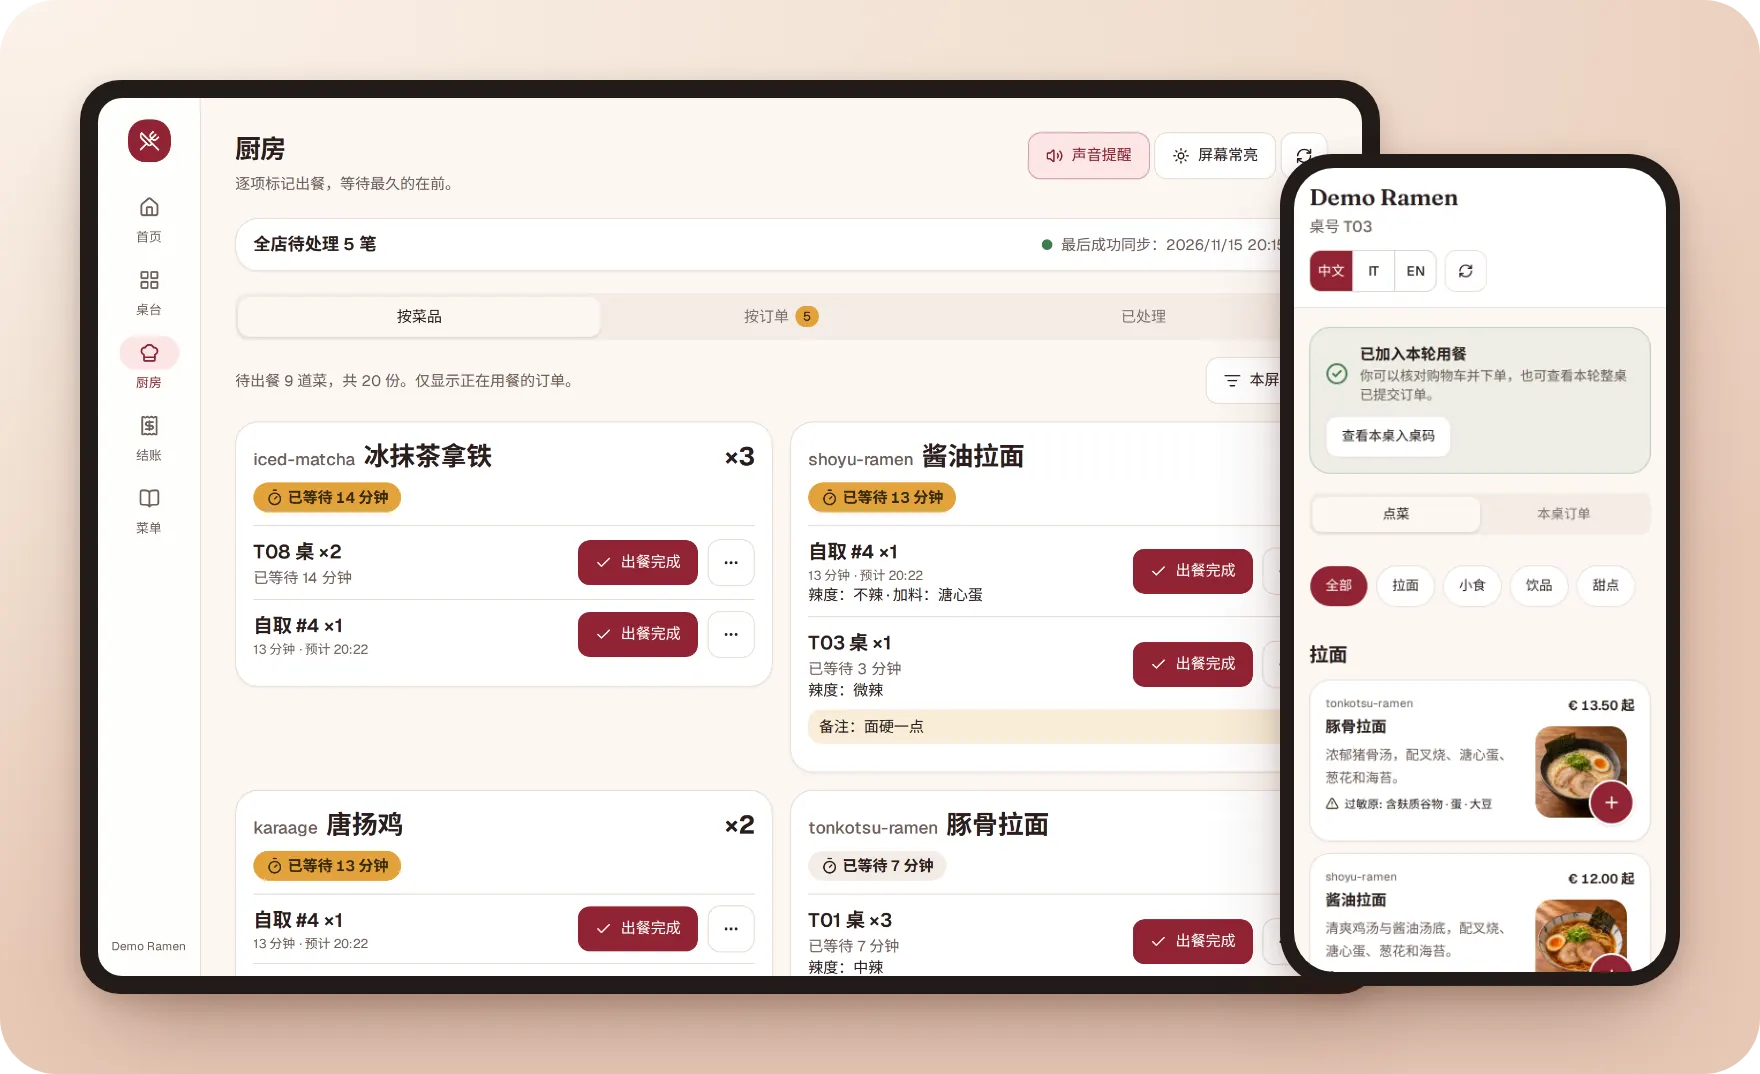 首页
桌台
厨房
结账
菜单
Demo Ramen
厨房
逐项标记出餐，等待最久的在前。
声音提醒
屏幕常亮
全店待处理 5 笔
最后成功同步：2026/11/15 20:15
按菜品
按订单 5
已处理
待出餐 9 道菜，共 20 份。仅显示正在用餐的订单。
本屏
iced-matcha 冰抹茶拿铁 ×3
已等待 14 分钟
T08 桌 ×2
已等待 14 分钟
出餐完成
自取 #4 ×1
13 分钟 · 预计 20:22
出餐完成
shoyu-ramen 酱油拉面
已等待 13 分钟
自取 #4 ×1
13 分钟 · 预计 20:22
辣度：不辣 · 加料：溏心蛋
出餐完成
T03 桌 ×1
已等待 3 分钟
辣度：微辣
出餐完成
备注：面硬一点
karaage 唐扬鸡 ×2
已等待 13 分钟
自取 #4 ×1
13 分钟 · 预计 20:22
出餐完成
tonkotsu-ramen 豚骨拉面
已等待 7 分钟
T01 桌 ×3
已等待 7 分钟
辣度：中辣
出餐完成
Demo Ramen
桌号 T03
中文 IT EN
已加入本轮用餐
你可以核对购物车并下单，也可查看本轮整桌
已提交订单。
查看本桌入桌码
点菜
本桌订单
全部 拉面 小食 饮品 甜点
拉面
tonkotsu-ramen
€ 13.50 起
豚骨拉面
浓郁猪骨汤，配叉烧、溏心蛋、
葱花和海苔。
过敏原: 含麸质谷物 · 蛋 · 大豆
shoyu-ramen
€ 12.00 起
酱油拉面
清爽鸡汤与酱油汤底，配叉烧、
溏心蛋、葱花和海苔。